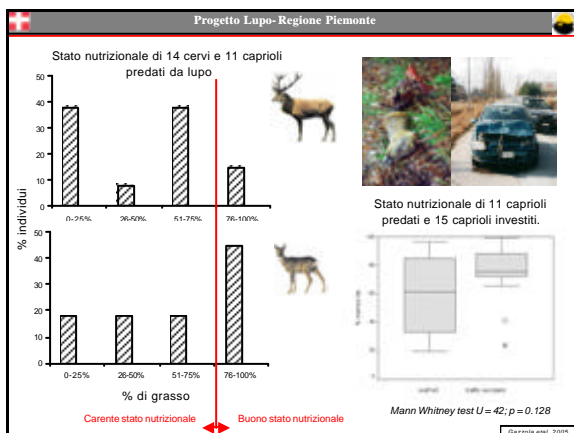 Progetto Lupo- Regione Piemonte
Stato nutrizionale di 14 cervi e 11 caprioli
predati da lupo
50
40
30
20
10
0
0-25%
26-50%
51-75%
76-100%
% individui
50
40
30
20
10
0
0-25%
26-50%
51-75%
76-100%
% di grasso
Carente stato nutrizionale
Buono stato nutrizionale
Stato nutrizionale di 11 caprioli
predati e 15 caprioli investiti.
Mann Whitney test U = 42; p = 0.128